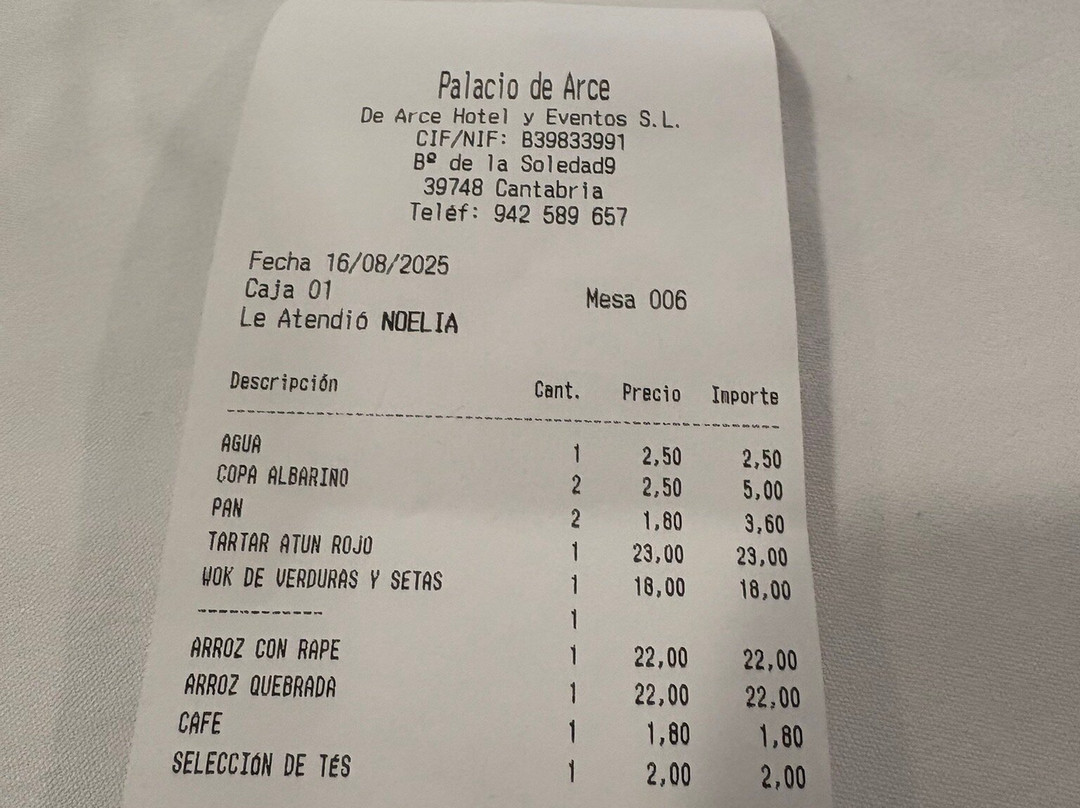 Palacio de Arce
De Arce Hotel y Eventos S.L.
CIF/NIF: B39833991
Bº de la Soledad9
39748 Cantabria
Teléf: 942 589 657
Fecha 16/08/2025
Caja 01 Mesa 006
Le Atendió NOELIA
Descripción Cant. Precio Importe
AGUA 1 2,50 2,50
COPA ALBARIÑO 2 2,50 5,00
PAN 2 1,80 3,60
TARTAR ATUN ROJO 1 23,00 23,00
WOK DE VERDURAS Y SETAS 1 18,00 18,00
------------ 1
ARROZ CON RAPE 1 22,00 22,00
ARROZ QUEBRADA 1 22,00 22,00
CAFE 1 1,80 1,80
SELECCIÓN DE TÉS 1 2,00 2,00